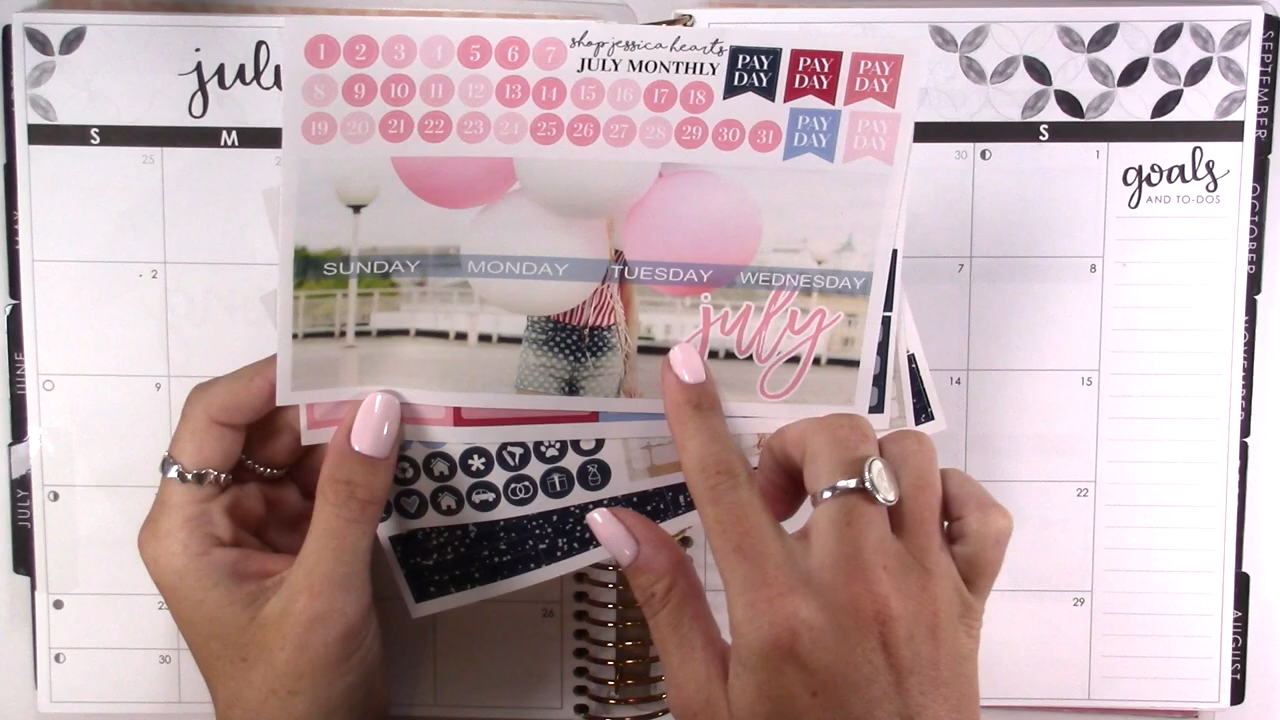 july
S
M
S
shop jessica hearts
JULY MONTHLY
1 2 3 4 5 6 7
8 9 10 11 12 13 14 15 16 17 18
19 20 21 22 23 24 25 26 27 28 29 30 31
PAY DAY
PAY DAY
PAY DAY
PAY DAY
PAY DAY
SUNDAY MONDAY TUESDAY WEDNESDAY
july
goals
AND TO-DOS
25
30
1
2
7
8
9
14
15
22
26
29
30
JUNE
JULY
SEPTEMBER
OCTOBER
NOVEMBER
AUGUST